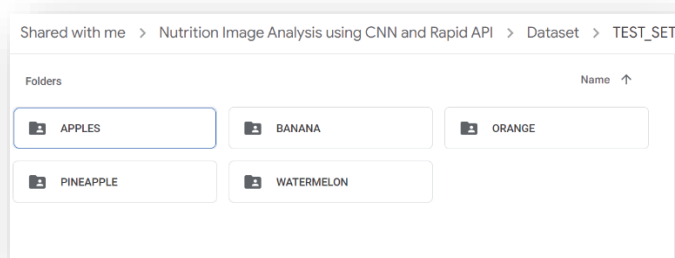 Shared with me > Nutrition Image Analysis using CNN and Rapid API > Dataset > TEST_SET
Folders Name ↑
APPLES BANANA ORANGE
PINEAPPLE WATERMELON